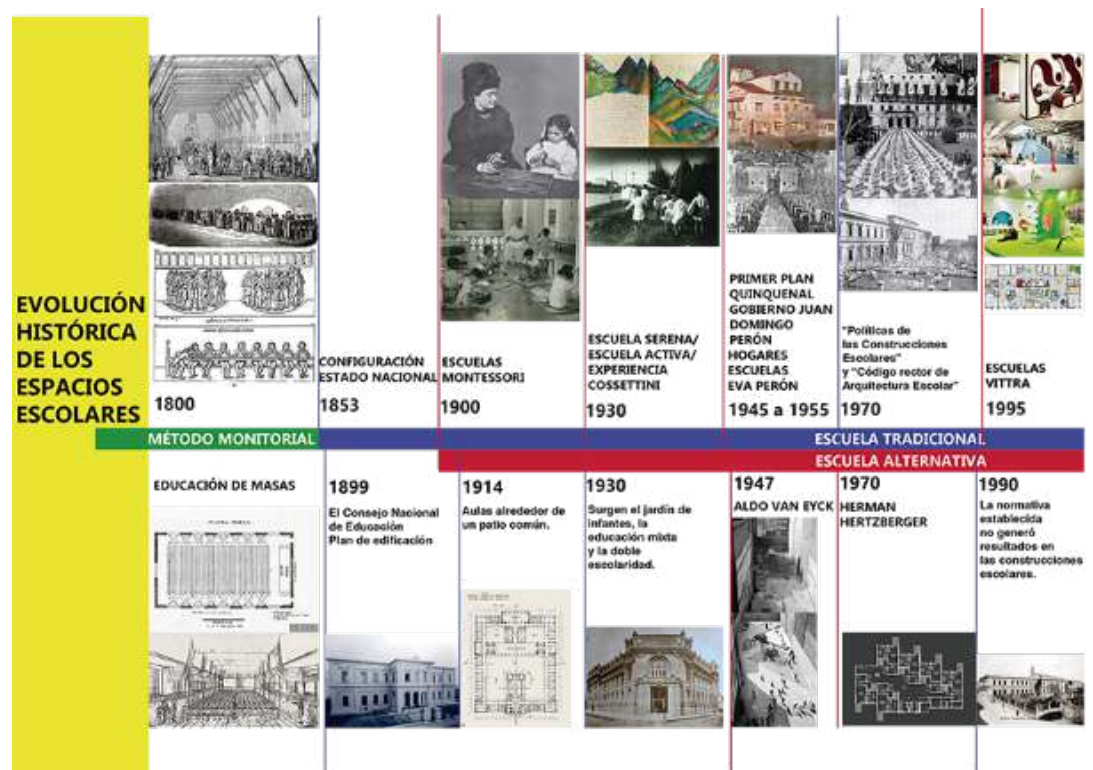 EVOLUCIÓN
HISTÓRICA
DE LOS
ESPACIOS
ESCOLARES
1800
CONFIGURACIÓN
ESTADO NACIONAL
1853
ESCUELAS
MONTESSORI
1900
ESCUELA SERENA/
ESCUELA ACTIVA/
EXPERIENCIA
COSSETTINI
1930
PRIMER PLAN
QUINQUENAL
GOBIERNO JUAN
DOMINGO
PERÓN
HOGARES
ESCUELAS
EVA PERÓN
1945 a 1955
"Políticas de
las Construcciones
Escolares"
y "Código rector de
Arquitectura Escolar"
1970
ESCUELAS
VITTRA
1995
MÉTODO MONITORIAL
ESCUELA TRADICIONAL
ESCUELA ALTERNATIVA
EDUCACIÓN DE MASAS
1899
El Consejo Nacional
de Educación
Plan de edificación
1914
Aulas alrededor de
un patio común.
1930
Surgen el jardín de
infantes, la
educación mixta
y la doble
escolaridad.
1947
ALDO VAN EYCK
1970
HERMAN
HERTZBERGER
1990
La normativa
establecida
no generó
resultados en
las construcciones
escolares.